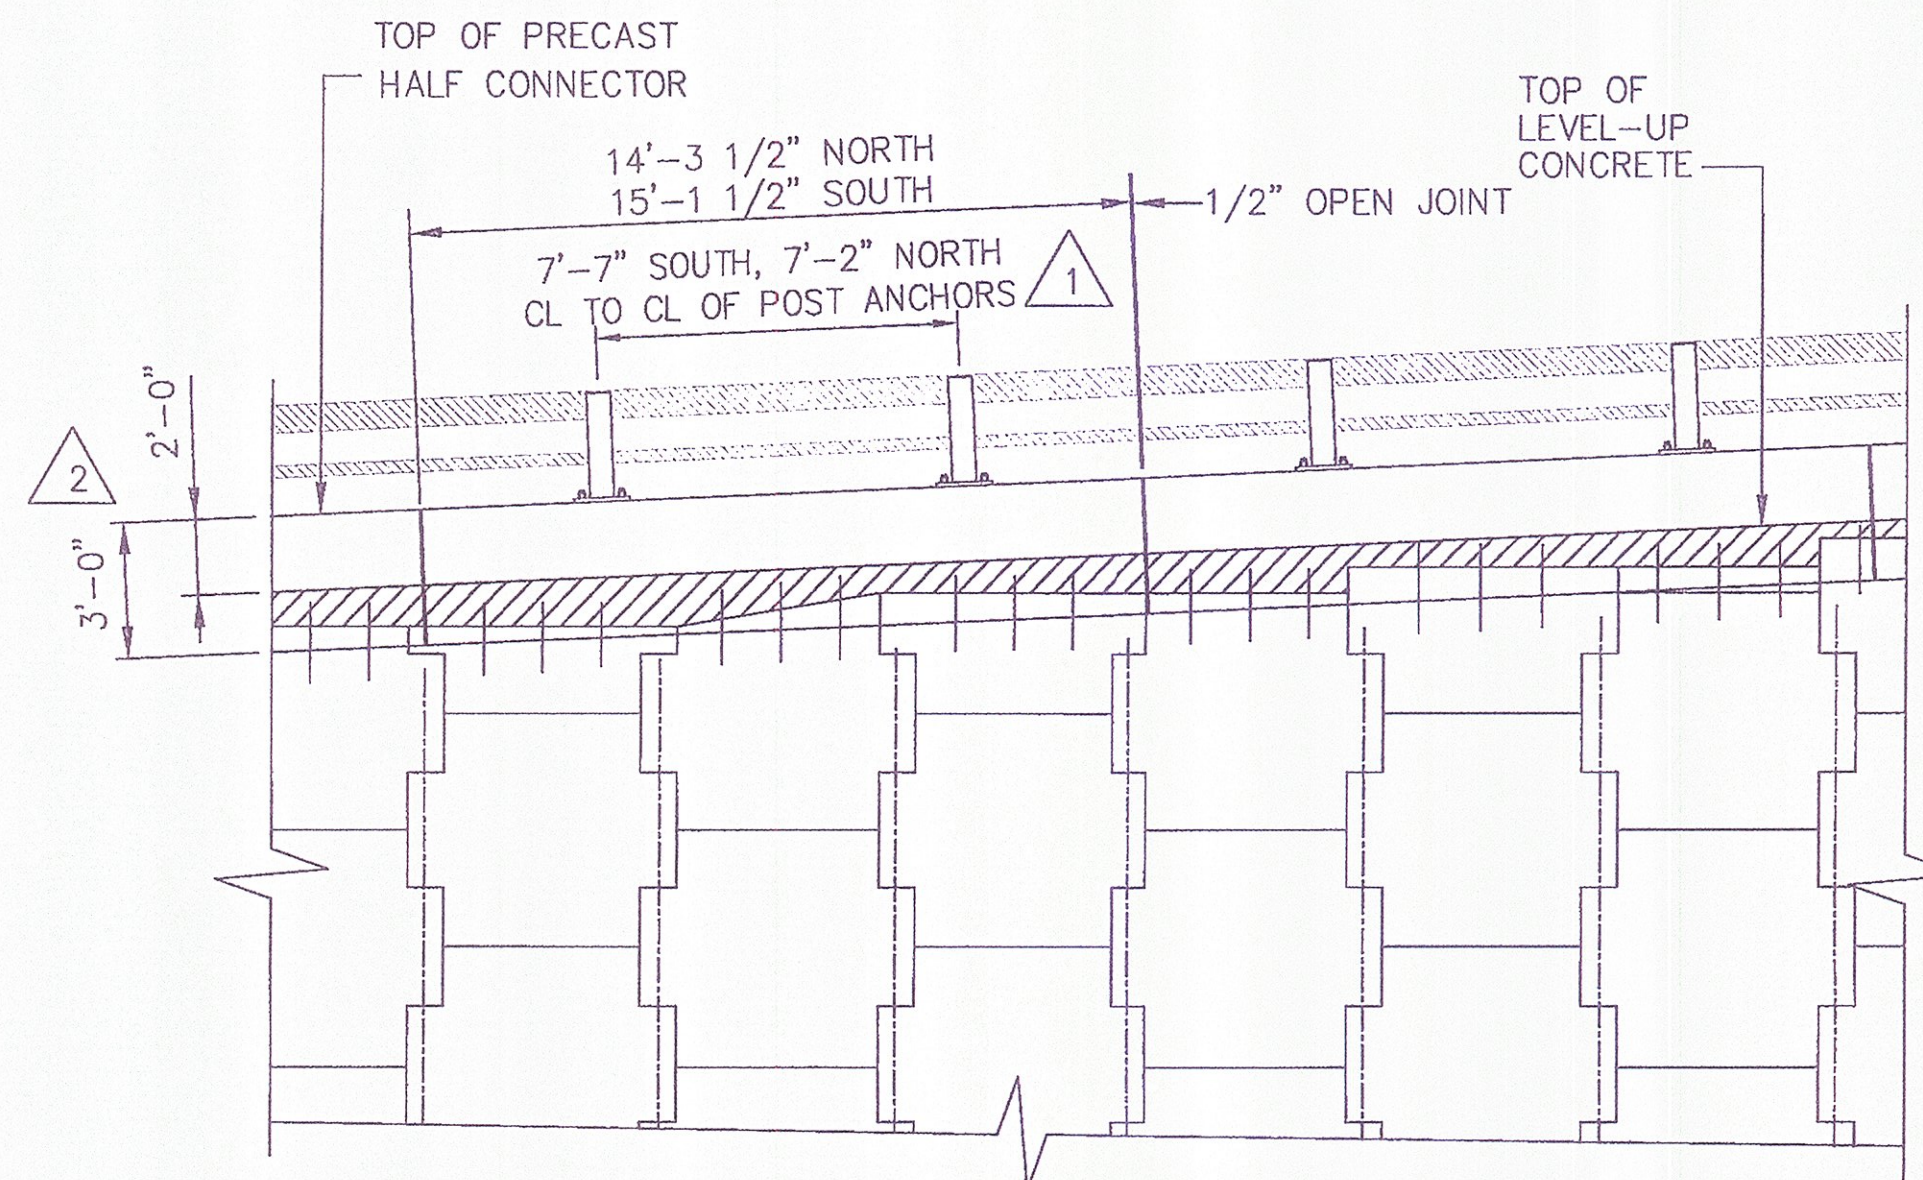 TOP OF PRECAST
HALF CONNECTOR
TOP OF
LEVEL-UP
CONCRETE
14'-3 1/2" NORTH
15'-1 1/2" SOUTH
1/2" OPEN JOINT
7'-7" SOUTH, 7'-2" NORTH
CL TO CL OF POST ANCHORS
1
2'-0"
2
3'-0"